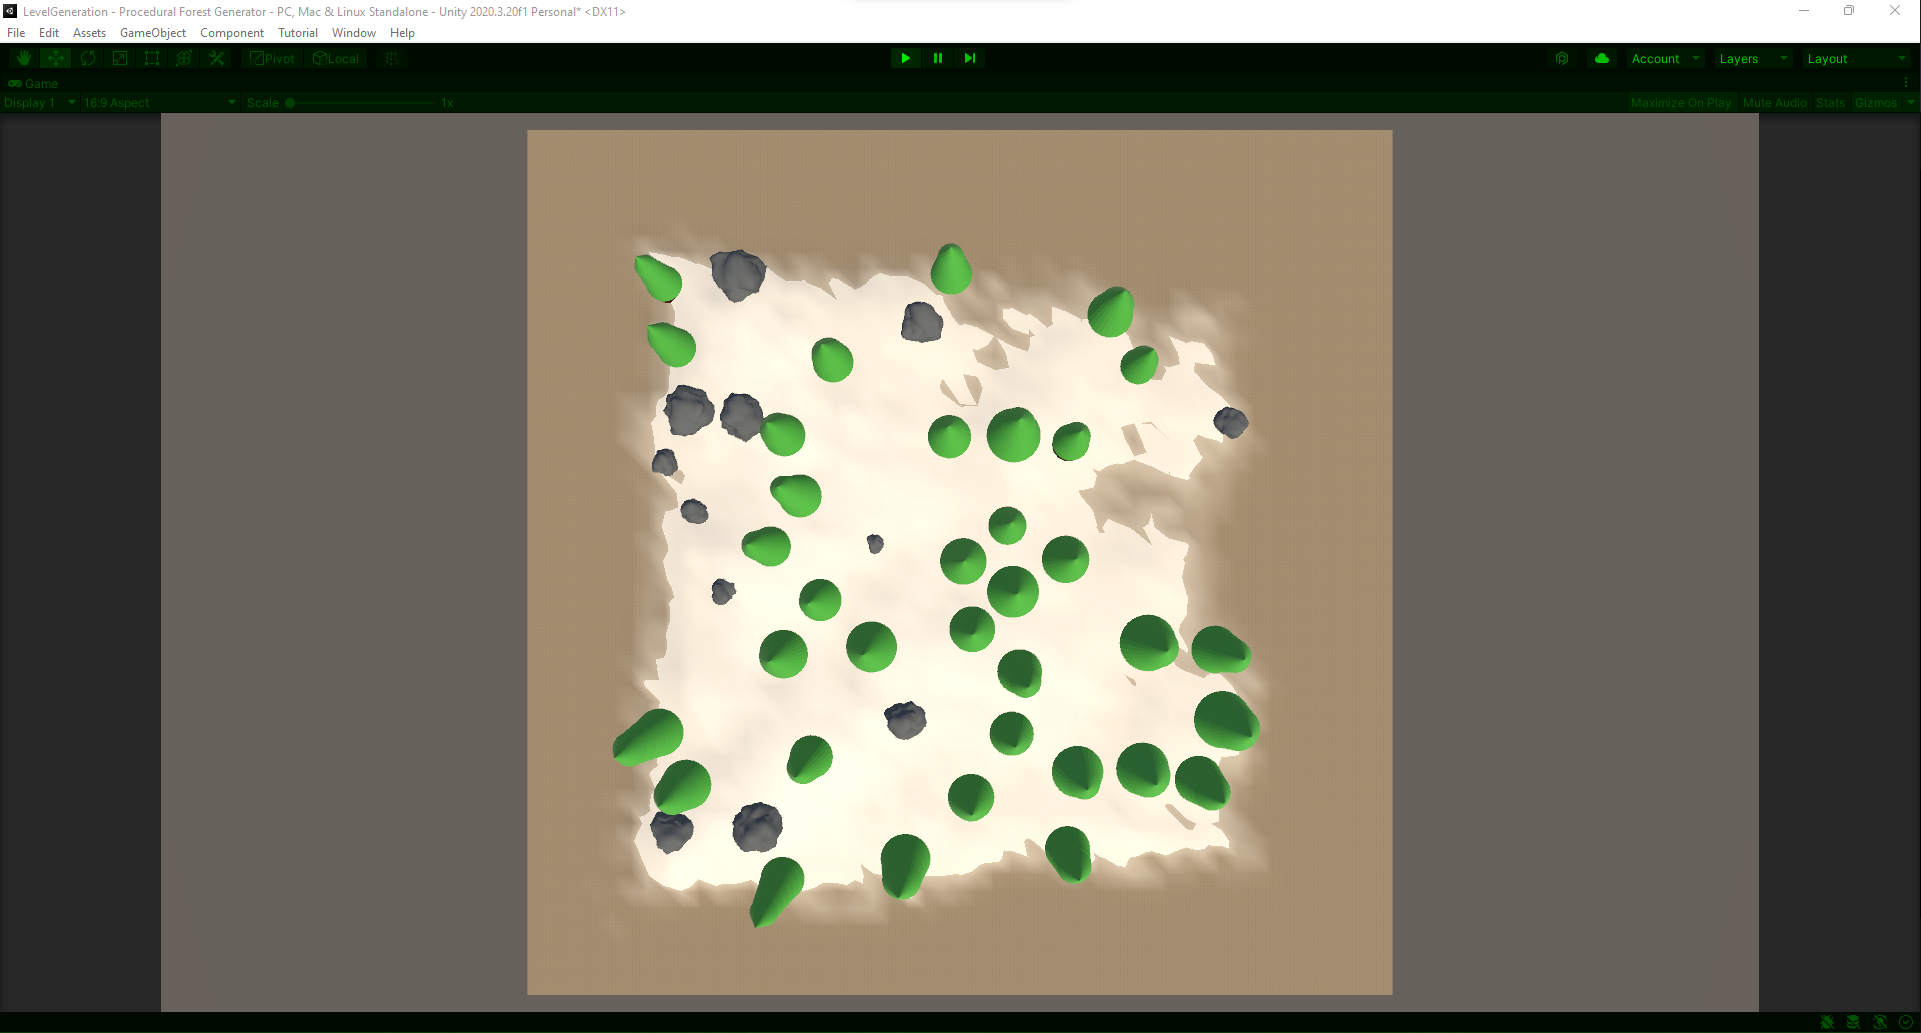 LevelGeneration - Procedural Forest Generator - PC, Mac & Linux Standalone - Unity 2020.3.20f1 Personal* <DX11>
File Edit Assets GameObject Component Tutorial Window Help
Pivot Local Account Layers Layout
Game
Display 1 16:9 Aspect Scale 1x Maximize On Play Mute Audio Stats Gizmos